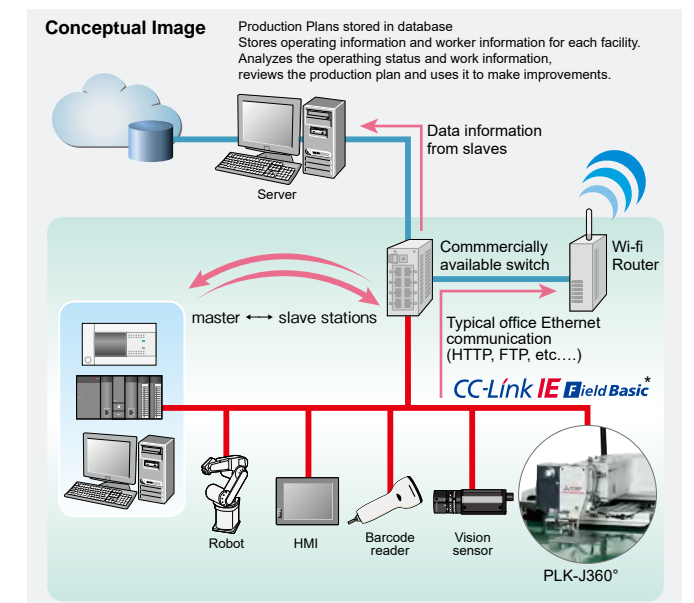 Conceptual Image
Production Plans stored in database
Stores operating information and worker information for each facility.
Analyzes the operathing status and work information,
reviews the production plan and uses it to make improvements.
Data information
from slaves
Server
Commmercially
available switch
Wi-fi
Router
master ⟷ slave stations
Typical office Ethernet
communication
(HTTP, FTP, etc.…)
CC-Link IE Field Basic*
Robot
HMI
Barcode
reader
Vision
sensor
PLK-J360°